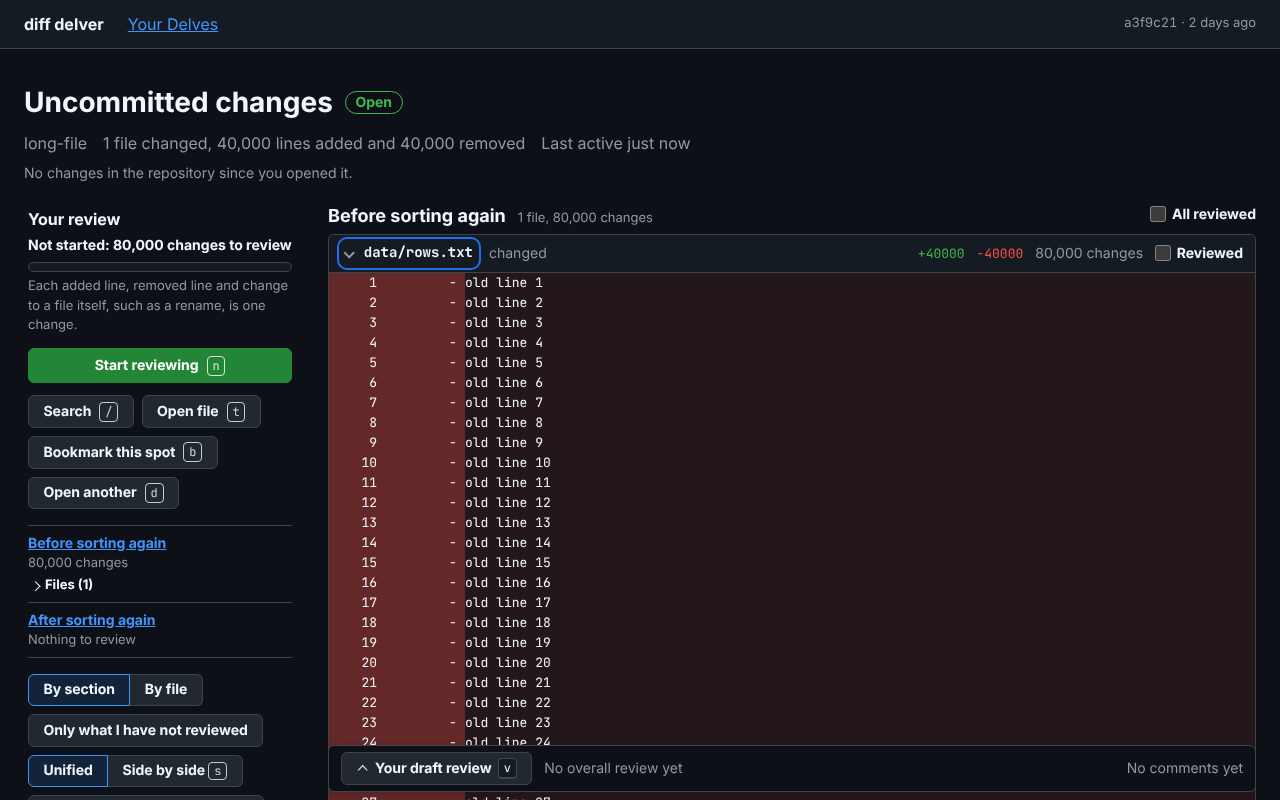 diff delver Your Delves a3f9c21 · 2 days ago
Uncommitted changes Open
long-file 1 file changed, 40,000 lines added and 40,000 removed Last active just now
No changes in the repository since you opened it.
Your review
Not started: 80,000 changes to review
Each added line, removed line and change
to a file itself, such as a rename, is one
change.
Start reviewing n
Search / Open file t
Bookmark this spot b
Open another d
Before sorting again
80,000 changes
Files (1)
After sorting again
Nothing to review
By section By file
Only what I have not reviewed
Unified Side by side s
Before sorting again 1 file, 80,000 changes All reviewed
data/rows.txt changed +40000 -40000 80,000 changes Reviewed
1 - old line 1
2 - old line 2
3 - old line 3
4 - old line 4
5 - old line 5
6 - old line 6
7 - old line 7
8 - old line 8
9 - old line 9
10 - old line 10
11 - old line 11
12 - old line 12
13 - old line 13
14 - old line 14
15 - old line 15
16 - old line 16
17 - old line 17
18 - old line 18
19 - old line 19
20 - old line 20
21 - old line 21
22 - old line 22
23 - old line 23
24 - old line 24
Your draft review v No overall review yet No comments yet
27 - old line 27